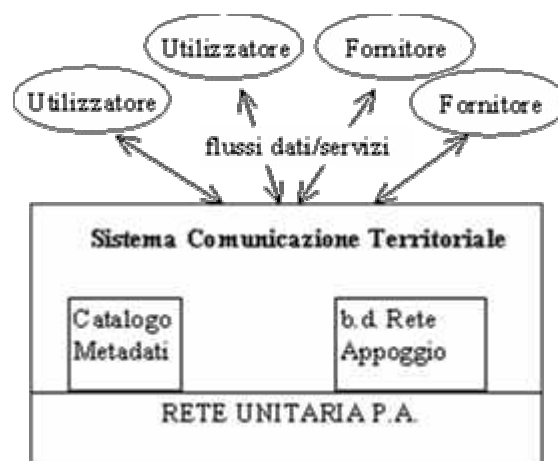 Utilizzatore
Fornitore
Utilizzatore
Fornitore
flussi dati/servizi
Sistema Comunicazione Territoriale
Catalogo
Metadati
b.d. Rete
Appoggio
RETE UNITARIA P.A.